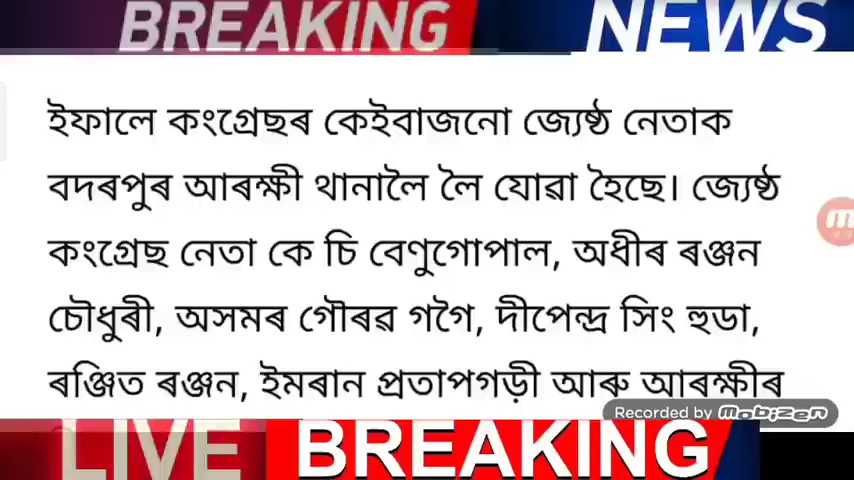 BREAKING NEWS
ইফালে কংগ্ৰেছৰ কেইবাজনো জ্যেষ্ঠ নেতাক
বদৰপুৰ আৰক্ষী থানালৈ লৈ যোৱা হৈছে। জ্যেষ্ঠ
কংগ্ৰেছ নেতা কে চি বেণুগোপাল, অধীৰ ৰঞ্জন
চৌধুৰী, অসমৰ গৌৰৱ গগৈ, দীপেন্দ্ৰ সিং হুডা,
ৰঞ্জিত ৰঞ্জন, ইমৰান প্ৰতাপগড়ী আৰু আৰক্ষীৰ
Recorded by Mobizen
LIVE BREAKING